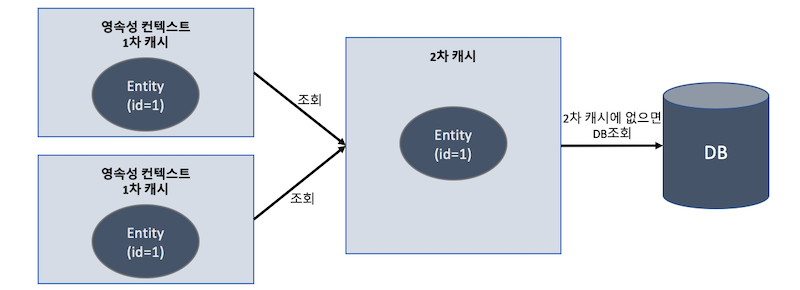 영속성 컨텍스트
1차 캐시
Entity
(id=1)
조회
영속성 컨텍스트
1차 캐시
Entity
(id=1)
조회
2차 캐시
Entity
(id=1)
2차 캐시에 없으면
DB조회
DB